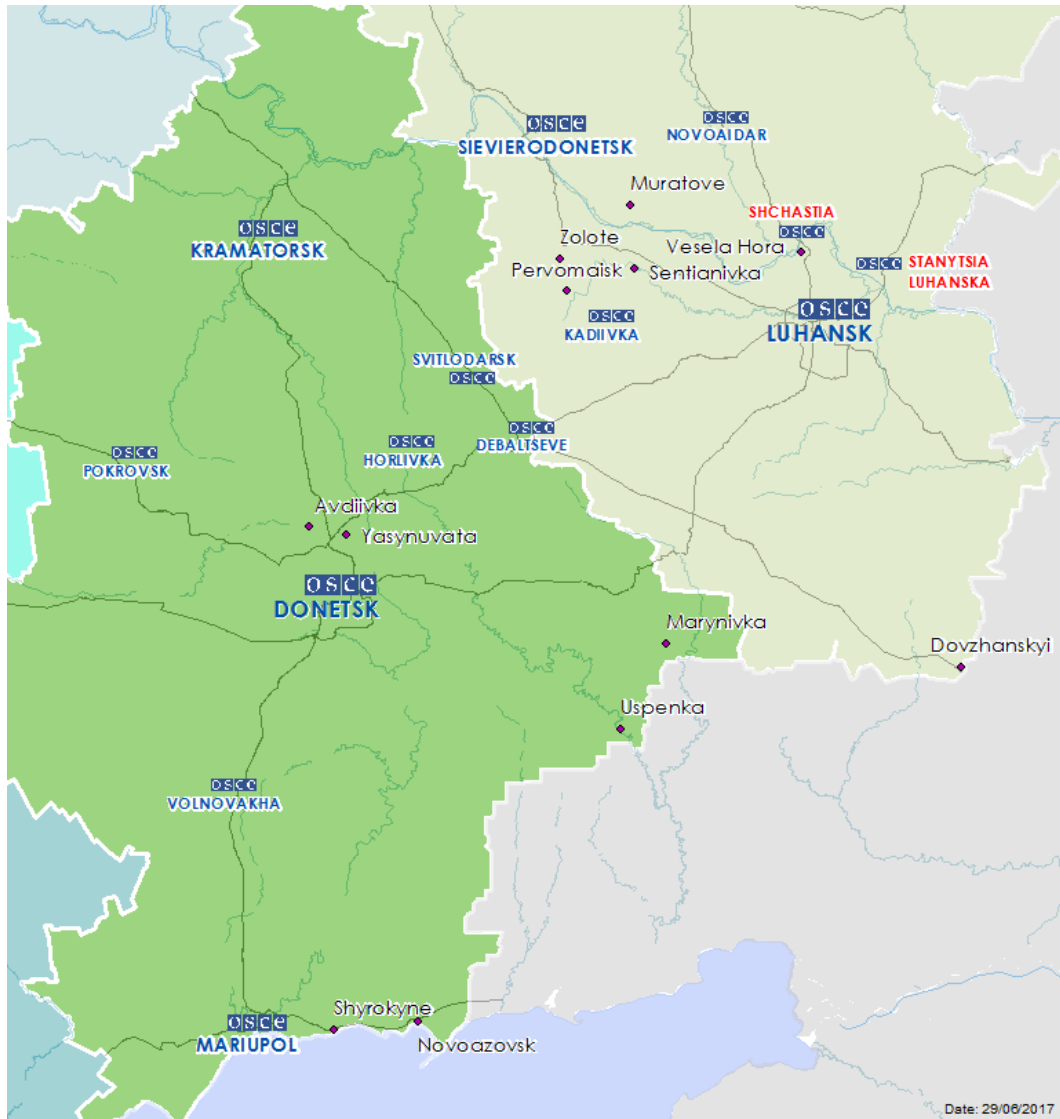 osce
SIEVIERODONETSK
osce
NOVOAIDAR
Muratove
SHCHASTIA
osce
osce
KRAMATORSK
Zolote
Vesela Hora
Pervomaisk
Sentianivka
osce
STANYTSIA
LUHANSKA
osce
KADIIVKA
osce
LUHANSK
SVITLODARSK
osce
osce
DEBALTSEVE
osce
HORLIVKA
osce
POKROVSK
Avdiivka
Yasynuvata
osce
DONETSK
Marynivka
Dovzhanskyi
Uspenka
osce
VOLNOVAKHA
Shyrokyne
osce
MARIUPOL
Novoazovsk
Date: 29/06/2017